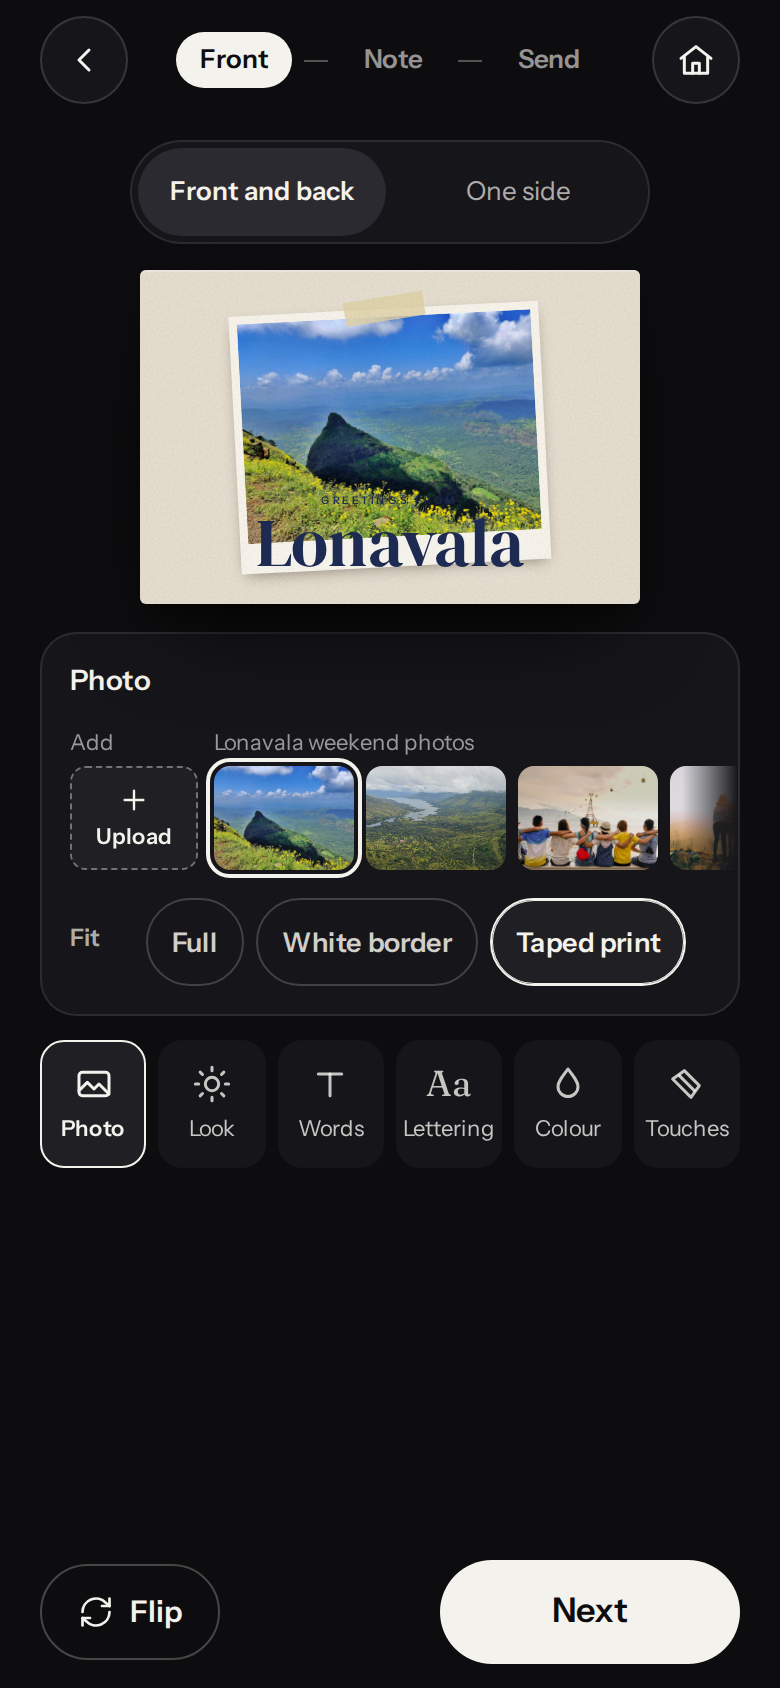 Front — Note — Send
Front and back One side
GREETINGS
Lonavala
Photo
Add Lonavala weekend photos
Upload
Fit Full White border Taped print
Photo Look Words Aa Lettering Colour Touches
Flip Next